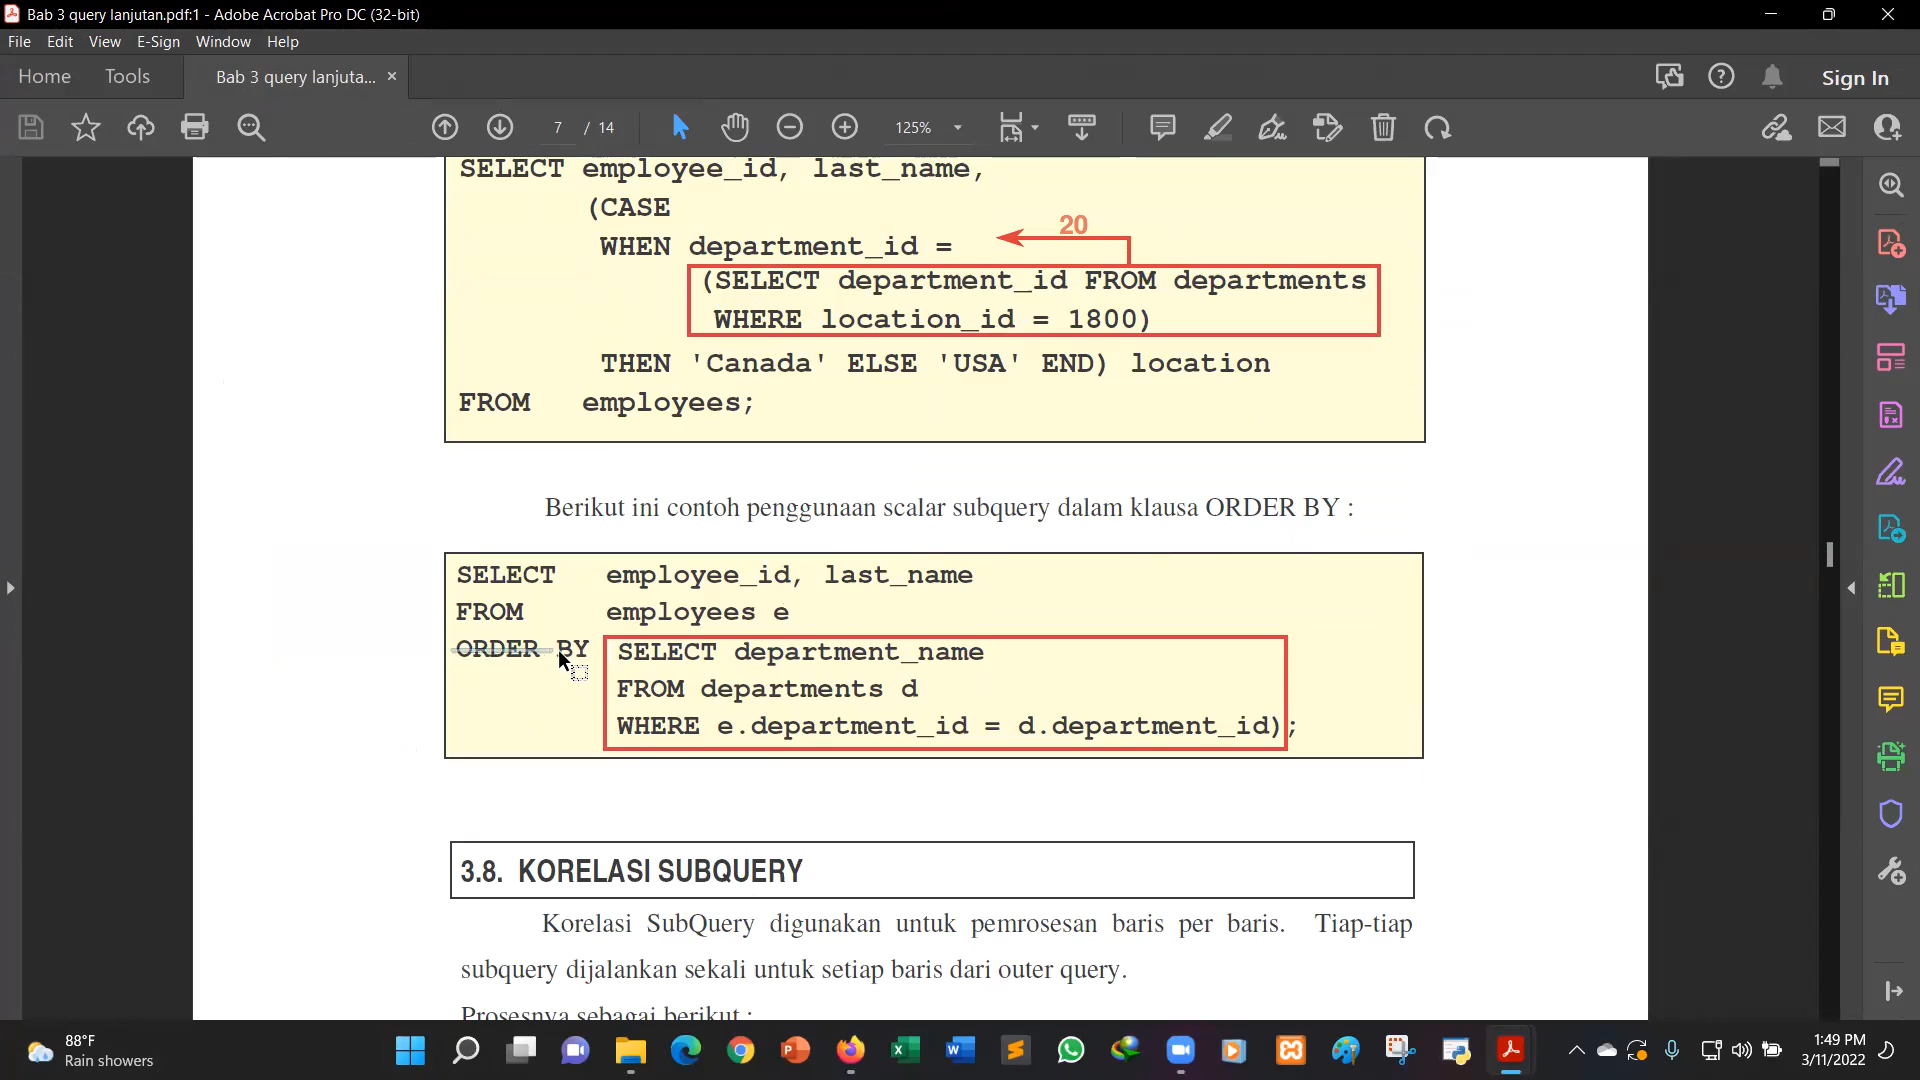 Bab 3 query lanjutan.pdf:1 - Adobe Acrobat Pro DC (32-bit)
File Edit View E-Sign Window Help
Home Tools Bab 3 query lanjuta... × Sign In
7 / 14 125%
SELECT employee_id, last_name,
(CASE
20
WHEN department_id =
(SELECT department_id FROM departments
WHERE location_id = 1800)
THEN 'Canada' ELSE 'USA' END) location
FROM employees;
Berikut ini contoh penggunaan scalar subquery dalam klausa ORDER BY :
SELECT employee_id, last_name
FROM employees e
ORDER BY SELECT department_name
FROM departments d
WHERE e.department_id = d.department_id);
3.8. KORELASI SUBQUERY
Korelasi SubQuery digunakan untuk pemrosesan baris per baris. Tiap-tiap
subquery dijalankan sekali untuk setiap baris dari outer query.
Prosesnya sebagai berikut :
88°F
Rain showers
1:49 PM
3/11/2022